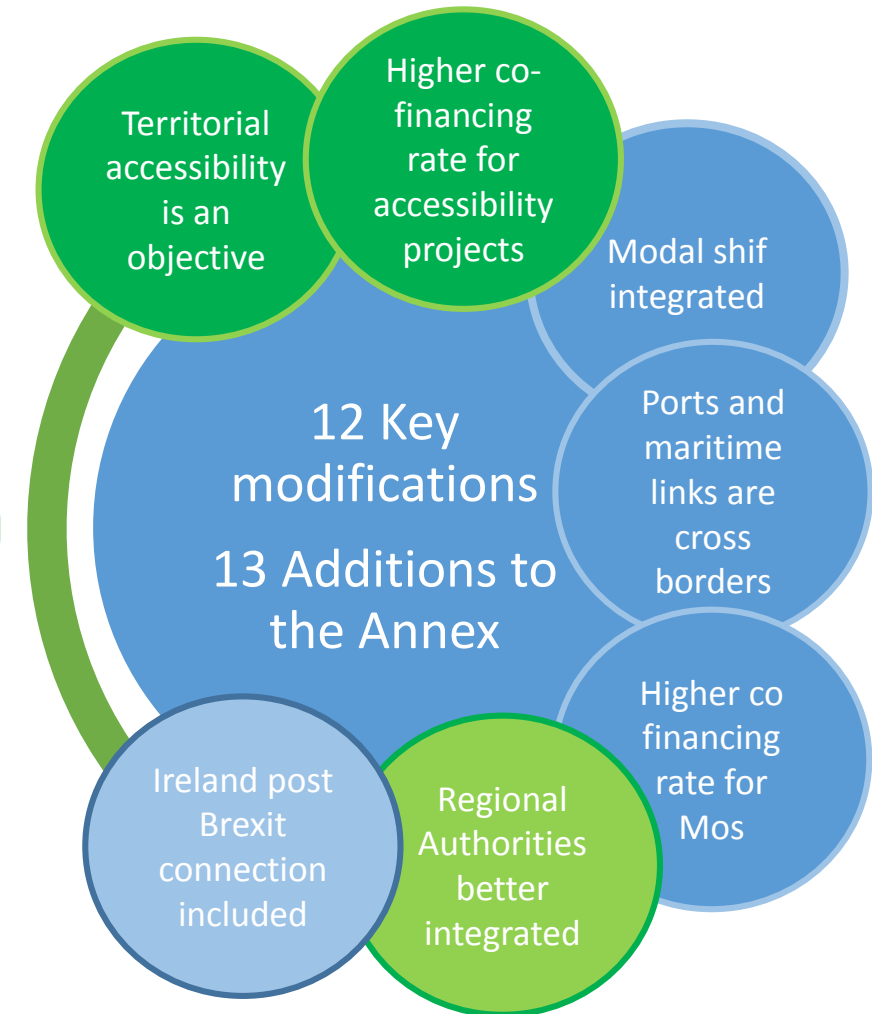 Territorial
accessibility
is an
objective
Higher co-
financing
rate for
accessibility
projects
Modal shif
integrated
Ports and
maritime
links are
cross
borders
Higher co
financing
rate for
Mos
Regional
Authorities
better
integrated
Ireland post
Brexit
connection
included
12 Key
modifications
13 Additions to
the Annex